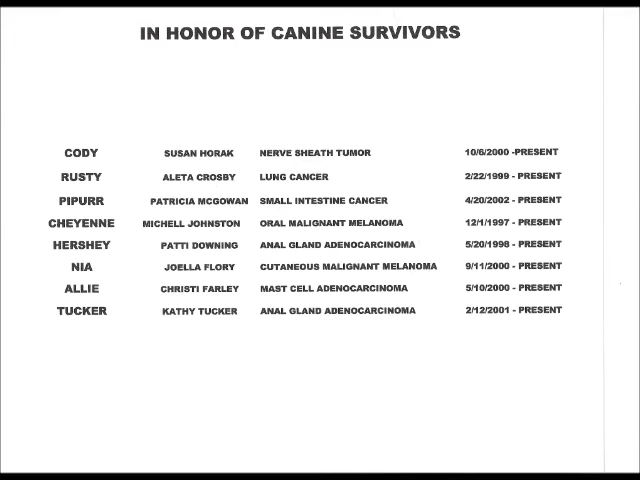 IN HONOR OF CANINE SURVIVORS
CODY SUSAN HORAK NERVE SHEATH TUMOR 10/6/2000 -PRESENT
RUSTY ALETA CROSBY LUNG CANCER 2/22/1999 - PRESENT
PIPURR PATRICIA MCGOWAN SMALL INTESTINE CANCER 4/20/2002 - PRESENT
CHEYENNE MICHELL JOHNSTON ORAL MALIGNANT MELANOMA 12/1/1997 - PRESENT
HERSHEY PATTI DOWNING ANAL GLAND ADENOCARCINOMA 5/20/1998 - PRESENT
NIA JOELLA FLORY CUTANEOUS MALIGNANT MELANOMA 9/11/2000 - PRESENT
ALLIE CHRISTI FARLEY MAST CELL ADENOCARCINOMA 5/10/2000 - PRESENT
TUCKER KATHY TUCKER ANAL GLAND ADENOCARCINOMA 2/12/2001 - PRESENT